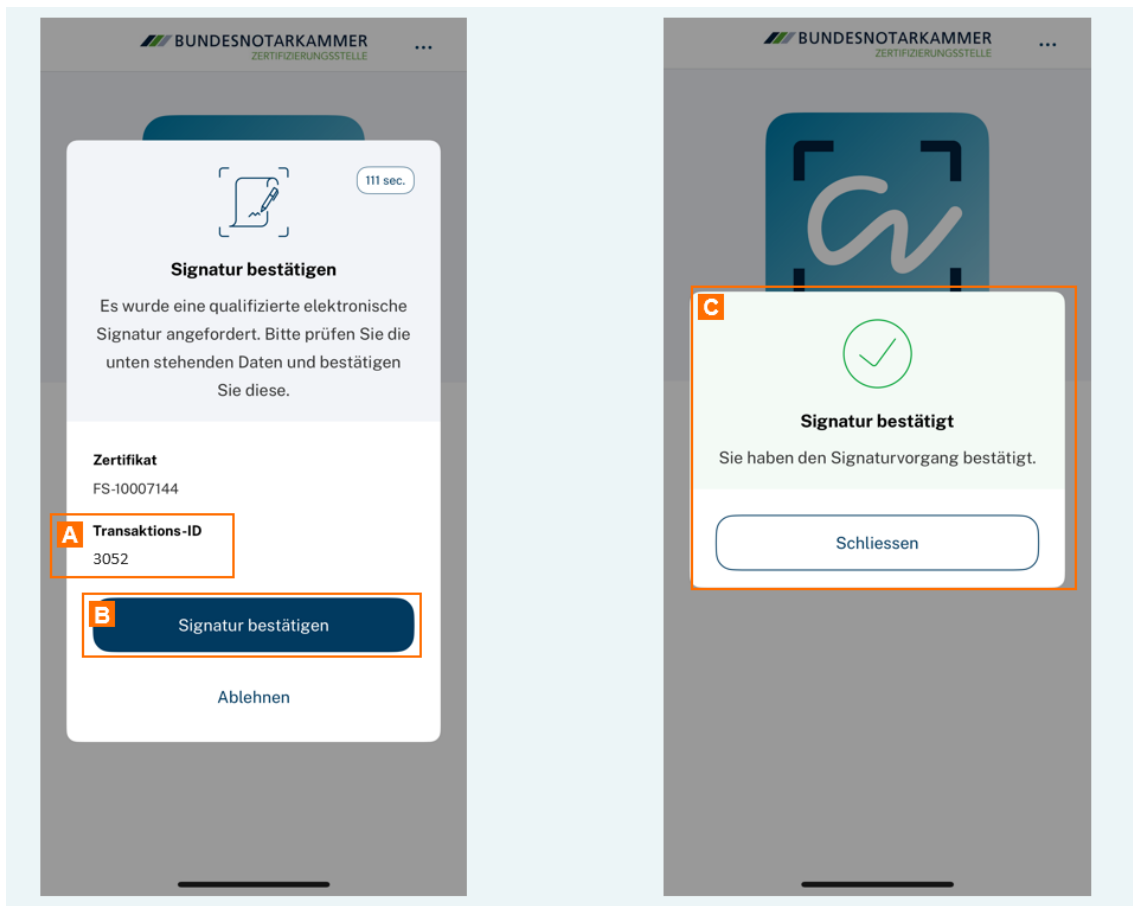 BUNDESNOTARKAMMER
ZERTIFIZIERUNGSSTELLE
...
111 sec.
Signatur bestätigen
Es wurde eine qualifizierte elektronische
Signatur angefordert. Bitte prüfen Sie die
unten stehenden Daten und bestätigen
Sie diese.
Zertifikat
FS-10007144
A
Transaktions-ID
3052
B
Signatur bestätigen
Ablehnen
BUNDESNOTARKAMMER
ZERTIFIZIERUNGSSTELLE
...
C
Signatur bestätigt
Sie haben den Signaturvorgang bestätigt.
Schliessen